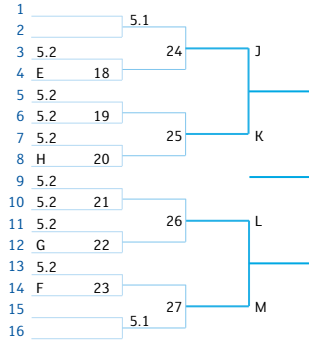 1
5.1
2
3 5.2
24 J
4 E 18
5 5.2
6 5.2 19
7 5.2
25 K
8 H 20
9 5.2
10 5.2 21
11 5.2
26 L
12 G 22
13 5.2
14 F 23
15
27 M
5.1
16